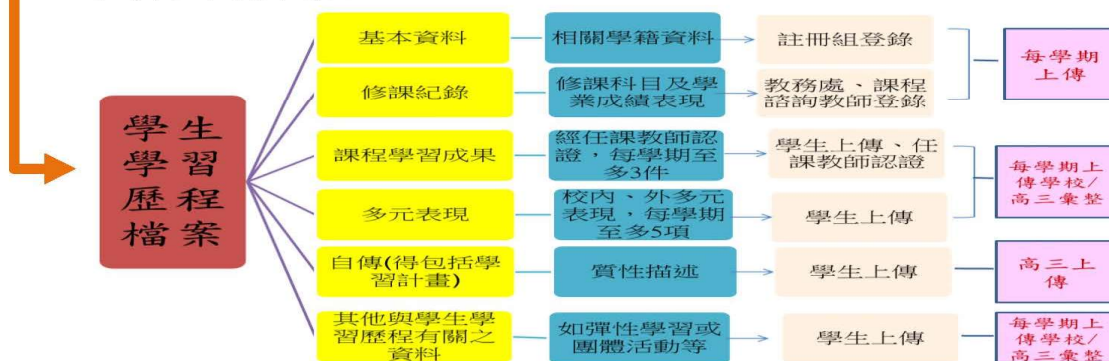 學生
學習
歷程
檔案
基本資料
相關學籍資料
註冊組登錄
每學期
上傳
修課紀錄
修課科目及學
業成績表現
教務處、課程
諮詢教師登錄
課程學習成果
經任課教師認
證，每學期至
多3件
學生上傳、任
課教師認證
每學期上
傳學校/
高三彙整
多元表現
校內、外多元
表現，每學期
至多5項
學生上傳
自傳(得包括學
習計畫)
質性描述
學生上傳
高三上
傳
其他與學生學
習歷程有關之
資料
如彈性學習或
團體活動等
學生上傳
每學期上
傳學校/
高三彙整